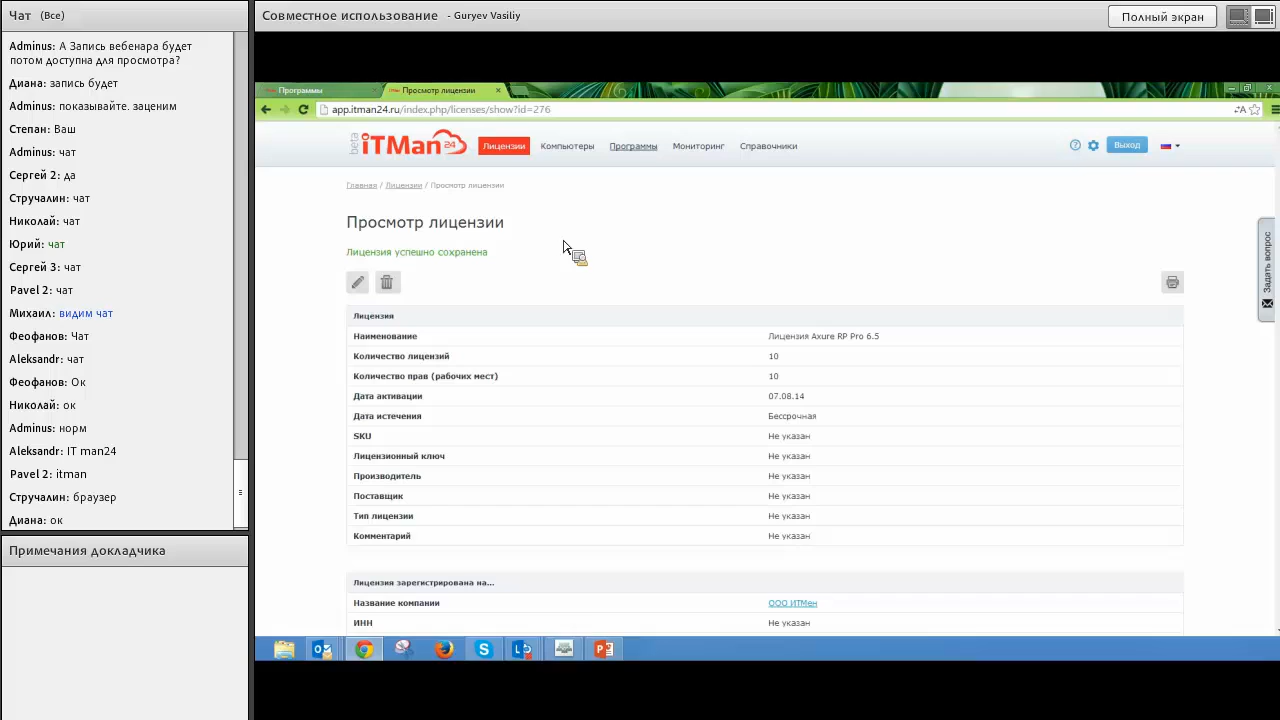 Чат (Все)
Adminus: А Запись вебенара будет
потом доступна для просмотра?
Диана: запись будет
Adminus: показывайте. заценим
Степан: Ваш
Adminus: чат
Сергей 2: да
Стручалин: чат
Николай: чат
Юрий: чат
Сергей 3: чат
Pavel 2: чат
Михаил: видим чат
Феофанов: Чат
Aleksandr: чат
Феофанов: Ок
Николай: ок
Adminus: норм
Aleksandr: IT man24
Pavel 2: itman
Стручалин: браузер
Диана: ок
Примечания докладчика
Совместное использование - Guryev Vasiliy
Полный экран
Программы
Просмотр лицензии
app.itman24.ru/index.php/licenses/show?id=276
beta iTMan 24
Лицензии Компьютеры Программы Мониторинг Справочники
Выход
Главная / Лицензии / Просмотр лицензии
Просмотр лицензии
Лицензия успешно сохранена
Лицензия
Наименование Лицензия Axure RP Pro 6.5
Количество лицензий 10
Количество прав (рабочих мест) 10
Дата активации 07.08.14
Дата истечения Бессрочная
SKU Не указан
Лицензионный ключ Не указан
Производитель Не указан
Поставщик Не указан
Тип лицензии Не указан
Комментарий Не указан
Лицензия зарегистрирована на...
Название компании ООО ИТМен
ИНН Не указан
Задать вопрос